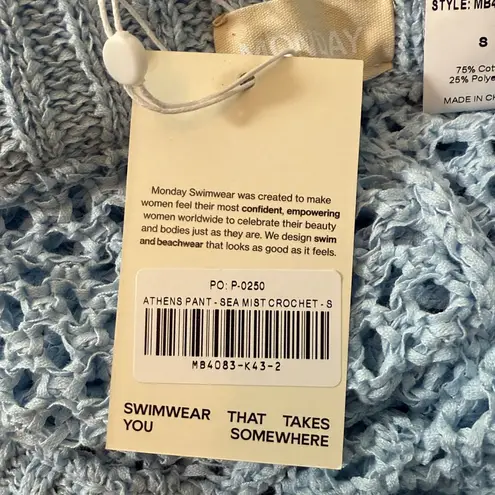 MONDAY
STYLE: MB4
S
75% Cot
25% Polye
MADE IN CH
Monday Swimwear was created to make
women feel their most confident, empowering
women worldwide to celebrate their beauty
and bodies just as they are. We design swim
and beachwear that looks as good as it feels.
PO: P-0250
ATHENS PANT - SEA MIST CROCHET - S
MB4083-K43-2
SWIMWEAR THAT TAKES
YOU SOMEWHERE